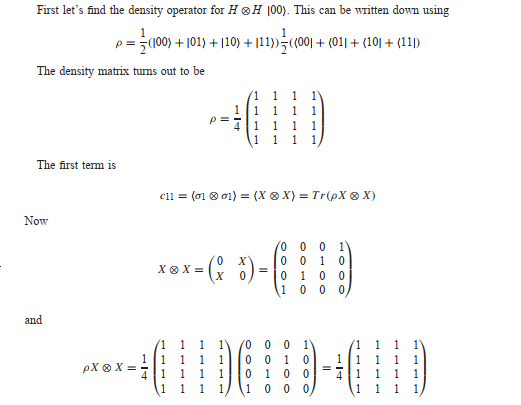 First let's find the density operator for H ⊗ H |00⟩. This can be written down using
ρ = 1/2(|00⟩ + |01⟩ + |10⟩ + |11⟩)1/2(⟨00| + ⟨01| + ⟨10| + ⟨11|)
The density matrix turns out to be
ρ = 1/4 (1 1 1 1
1 1 1 1
1 1 1 1
1 1 1 1)
The first term is
c11 = ⟨σ1 ⊗ σ1⟩ = ⟨X ⊗ X⟩ = Tr(ρX ⊗ X)
Now
X ⊗ X = (0 X
X 0) = (0 0 0 1
0 0 1 0
0 1 0 0
1 0 0 0)
and
ρX ⊗ X = 1/4 (1 1 1 1
1 1 1 1
1 1 1 1
1 1 1 1) (0 0 0 1
0 0 1 0
0 1 0 0
1 0 0 0) = 1/4 (1 1 1 1
1 1 1 1
1 1 1 1
1 1 1 1)